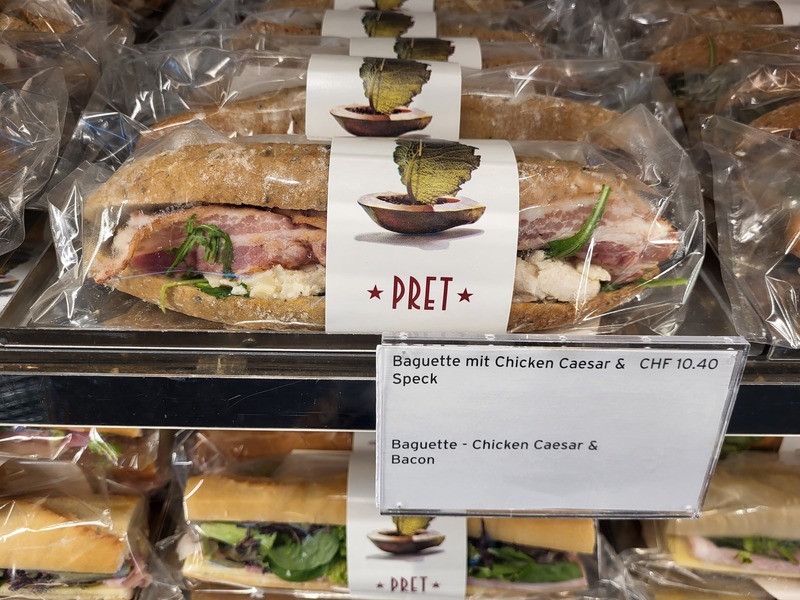 ★ PRET ★
Baguette mit Chicken Caesar & CHF 10.40
Speck
Baguette - Chicken Caesar &
Bacon
★ PRET ★